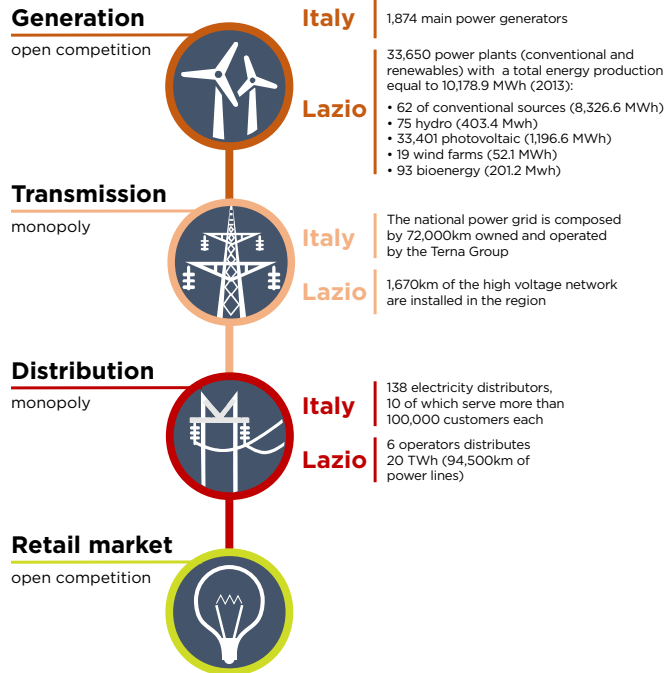 Generation
open competition
Italy
1,874 main power generators
Lazio
33,650 power plants (conventional and
renewables) with a total energy production
equal to 10,178.9 MWh (2013):
• 62 of conventional sources (8,326.6 MWh)
• 75 hydro (403.4 Mwh)
• 33,401 photovoltaic (1,196.6 MWh)
• 19 wind farms (52.1 MWh)
• 93 bioenergy (201.2 Mwh)
Transmission
monopoly
Italy
The national power grid is composed
by 72,000km owned and operated
by the Terna Group
Lazio
1,670km of the high voltage network
are installed in the region
Distribution
monopoly
Italy
138 electricity distributors,
10 of which serve more than
100,000 customers each
Lazio
6 operators distributes
20 TWh (94,500km of
power lines)
Retail market
open competition